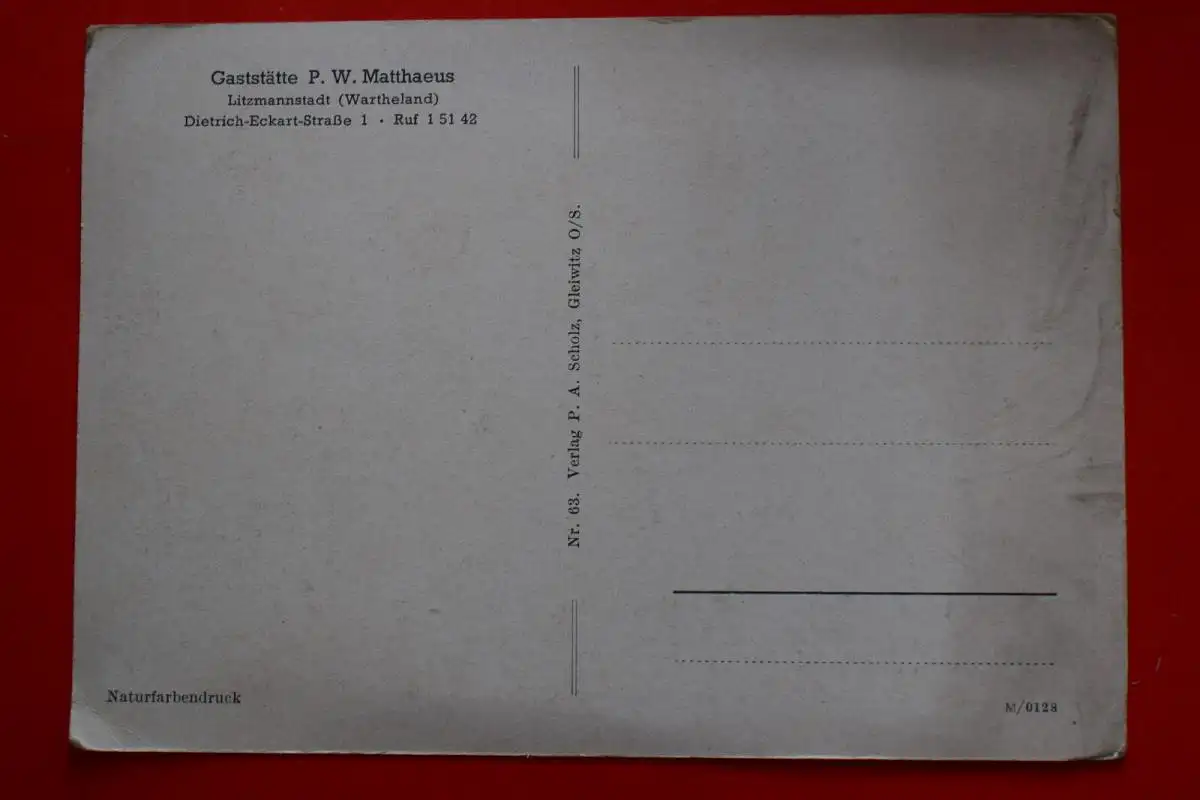 Gaststätte P. W. Matthaeus
Litzmannstadt (Wartheland)
Dietrich-Eckart-Straße 1 · Ruf 1 51 42
Nr. 63. Verlag P. A. Scholz, Gleiwitz O/S.
Naturfarbendruck
M/0128